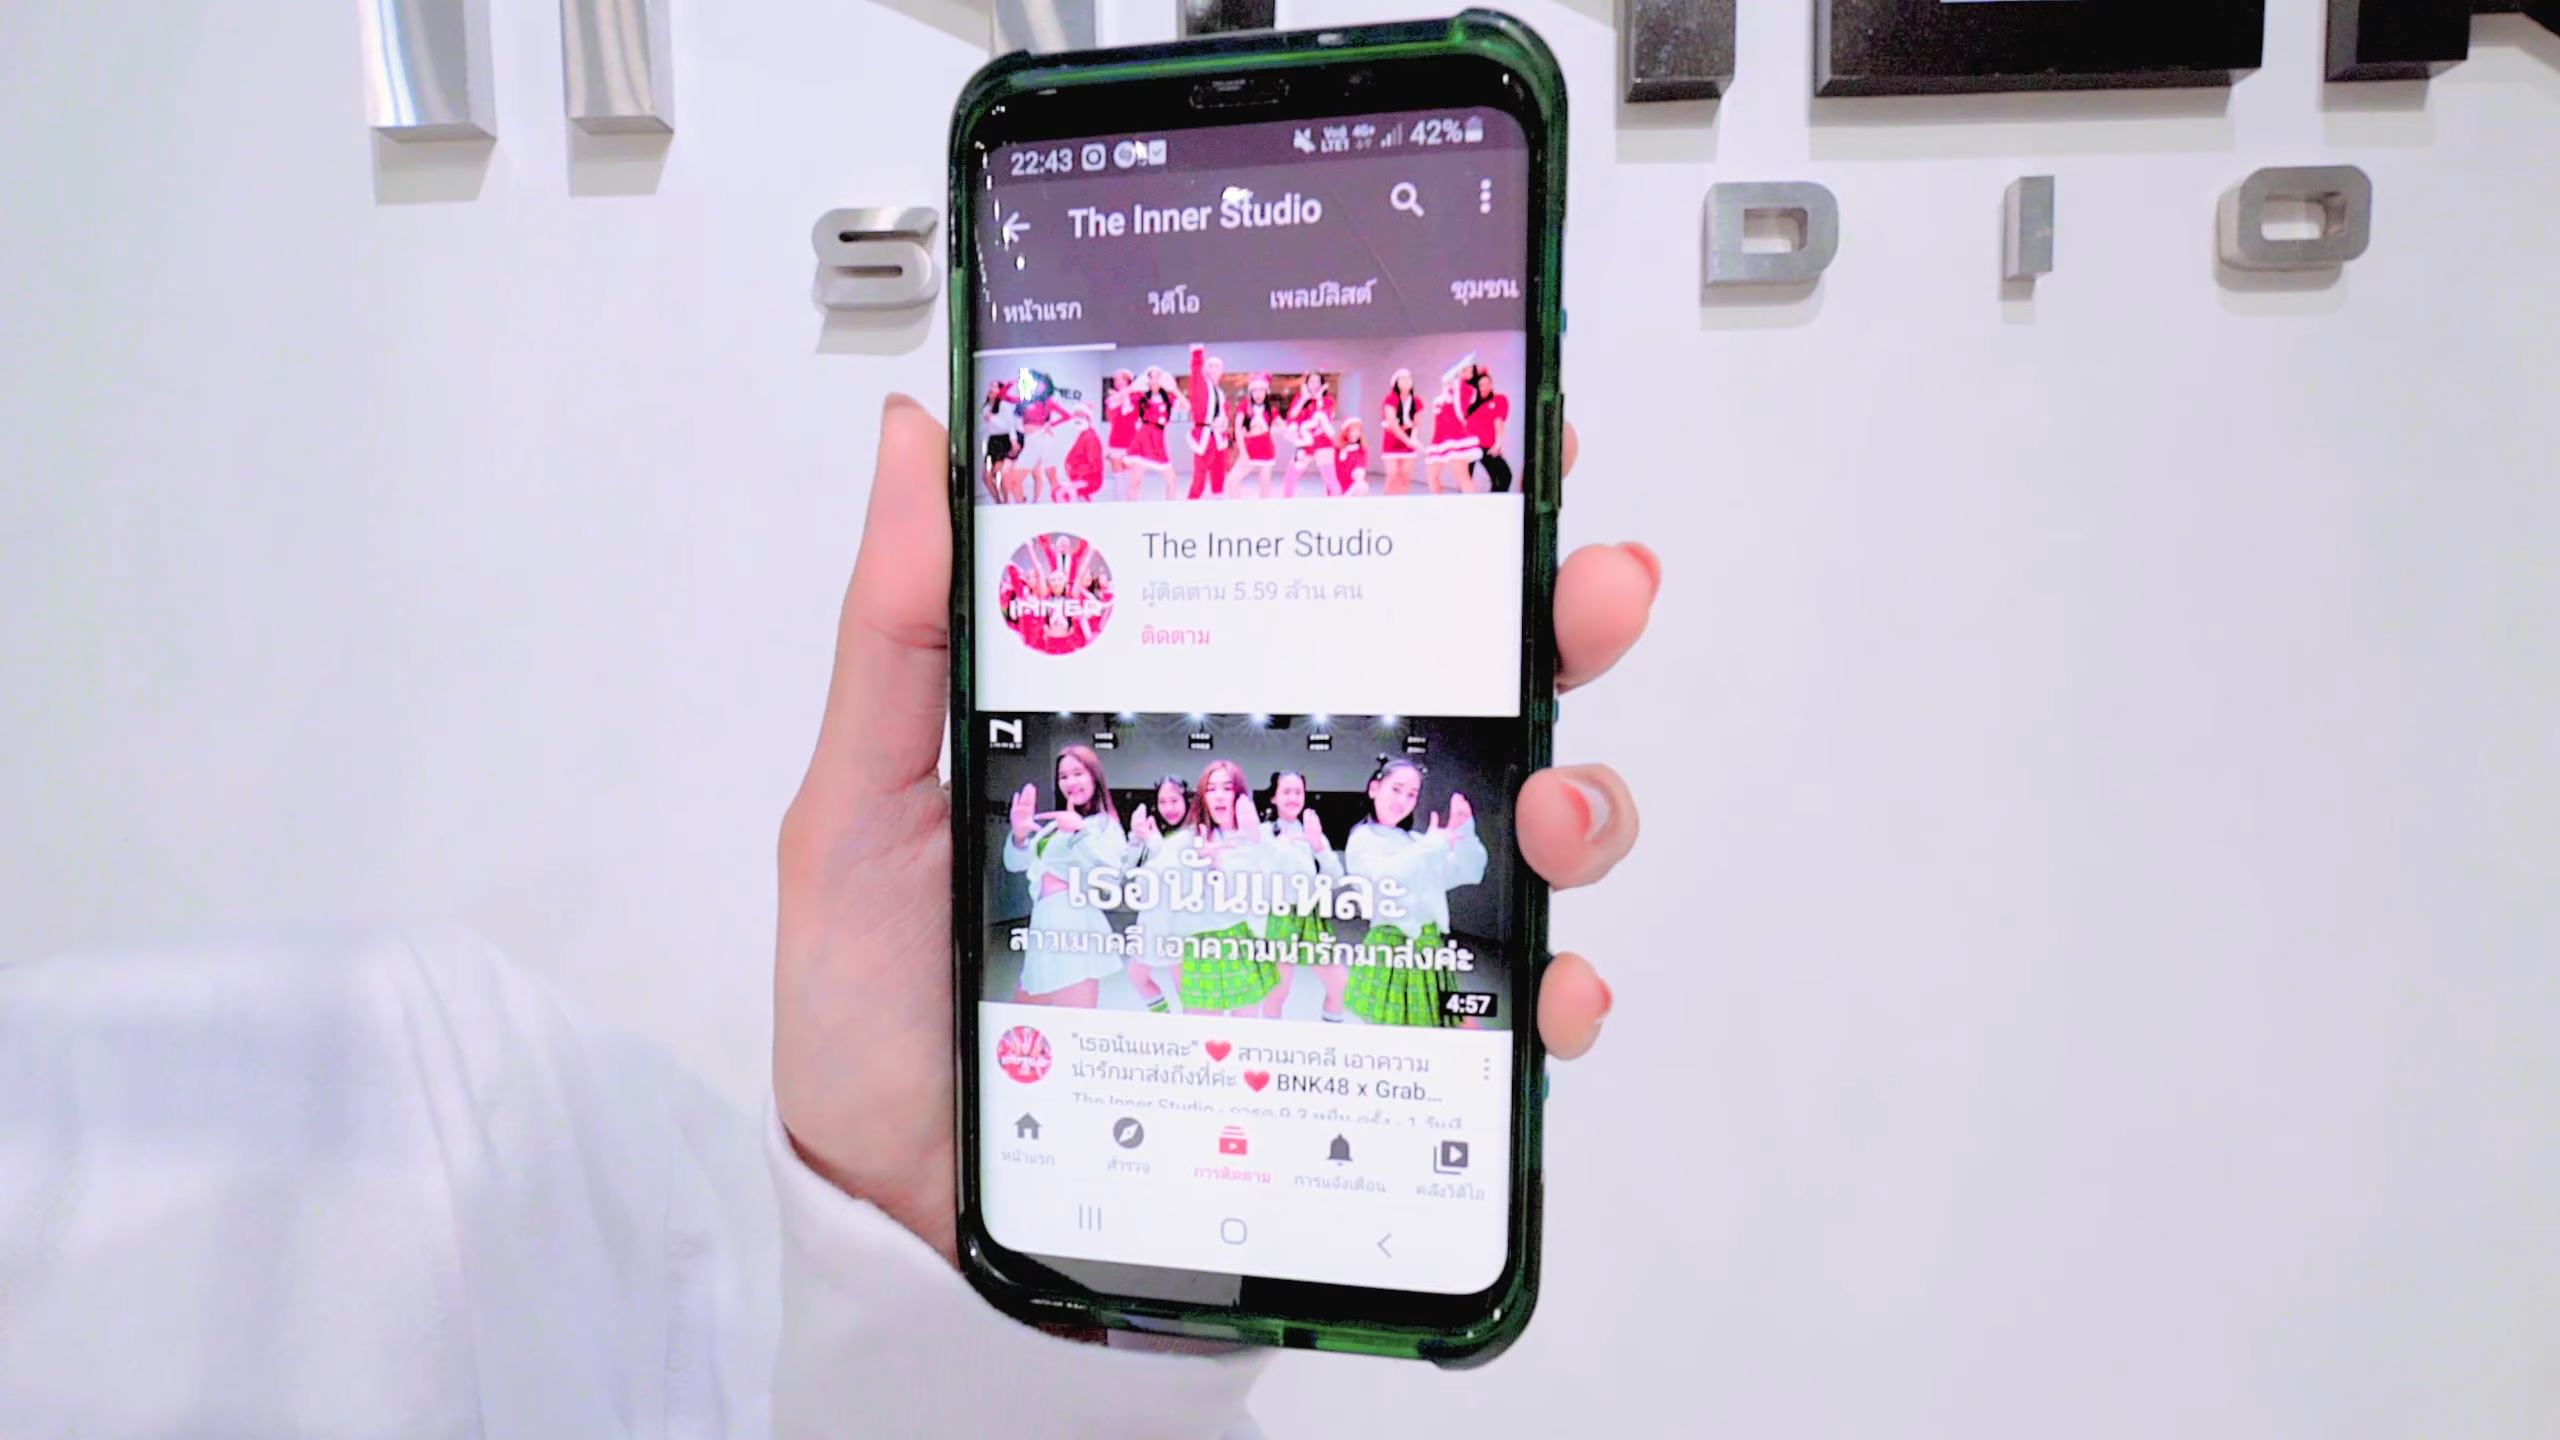 22:43
42%
The Inner Studio
หน้าแรก วิดีโอ เพลย์ลิสต์ ชุมชน
The Inner Studio
ผู้ติดตาม 5.59 ล้าน คน
INNER
ติดตาม
เธอนั่นแหละ
สาวเมาคลี เอาความน่ารักมาส่งค่ะ
4:57
"เธอนั่นแหละ" ❤️ สาวเมาคลี เอาความ
น่ารักมาส่งถึงที่ค่ะ ❤️ BNK48 x Grab...
The Inner Studio
หน้าแรก สำรวจ การติดตาม การแจ้งเตือน คลังวิดีโอ
S D I O